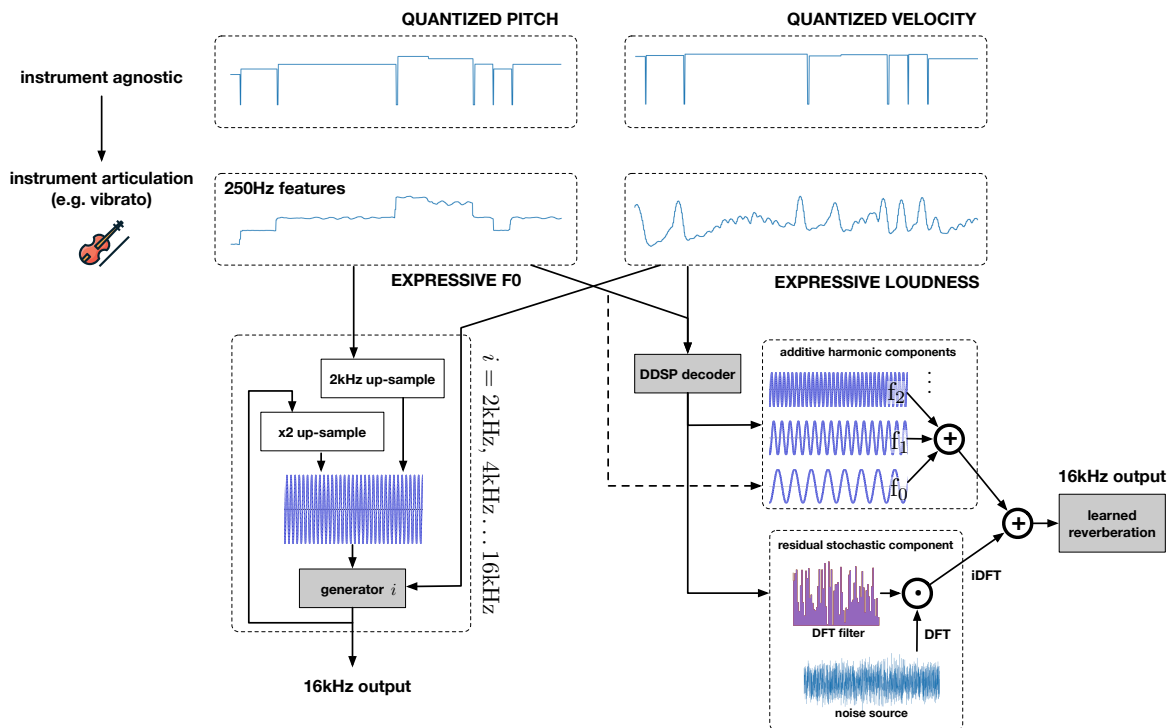 QUANTIZED PITCH
QUANTIZED VELOCITY
instrument agnostic
instrument articulation
(e.g. vibrato)
250Hz features
EXPRESSIVE F0
EXPRESSIVE LOUDNESS
2kHz up-sample
x2 up-sample
generator i
i = 2kHz, 4kHz . . . 16kHz
16kHz output
DDSP decoder
additive harmonic components
f2
f1
f0
residual stochastic component
DFT filter
DFT
iDFT
noise source
16kHz output
learned
reverberation